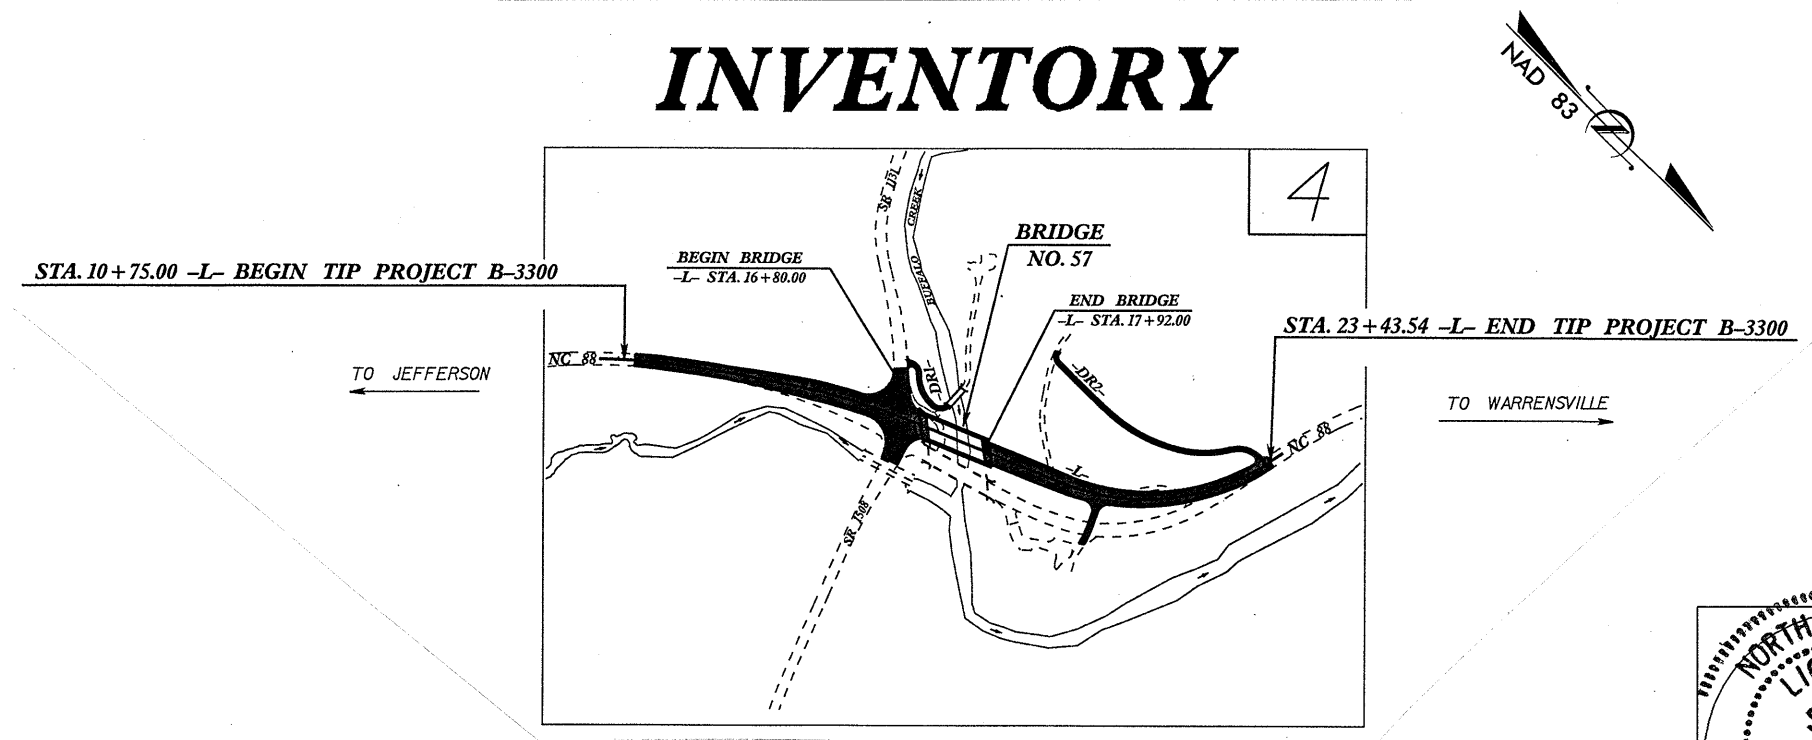 INVENTORY
NAD 83
4
SR 1131
CREEK
BUFFALO
BRIDGE
NO. 57
BEGIN BRIDGE
-L- STA. 16+80.00
STA. 10+75.00 -L- BEGIN TIP PROJECT B-3300
END BRIDGE
-L- STA. 17+92.00
STA. 23+43.54 -L- END TIP PROJECT B-3300
NC 88
TO JEFFERSON
-DR1-
-DR2-
TO WARRENSVILLE
NC 88
-L-
SR 1508
NORTH